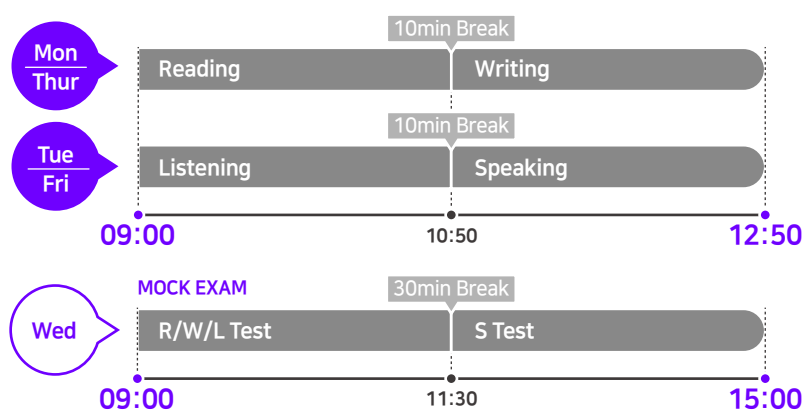 10min Break
Mon
Thur
Reading
Writing
10min Break
Tue
Fri
Listening
Speaking
09:00
10:50
12:50
MOCK EXAM
30min Break
Wed
R/W/L Test
S Test
09:00
11:30
15:00